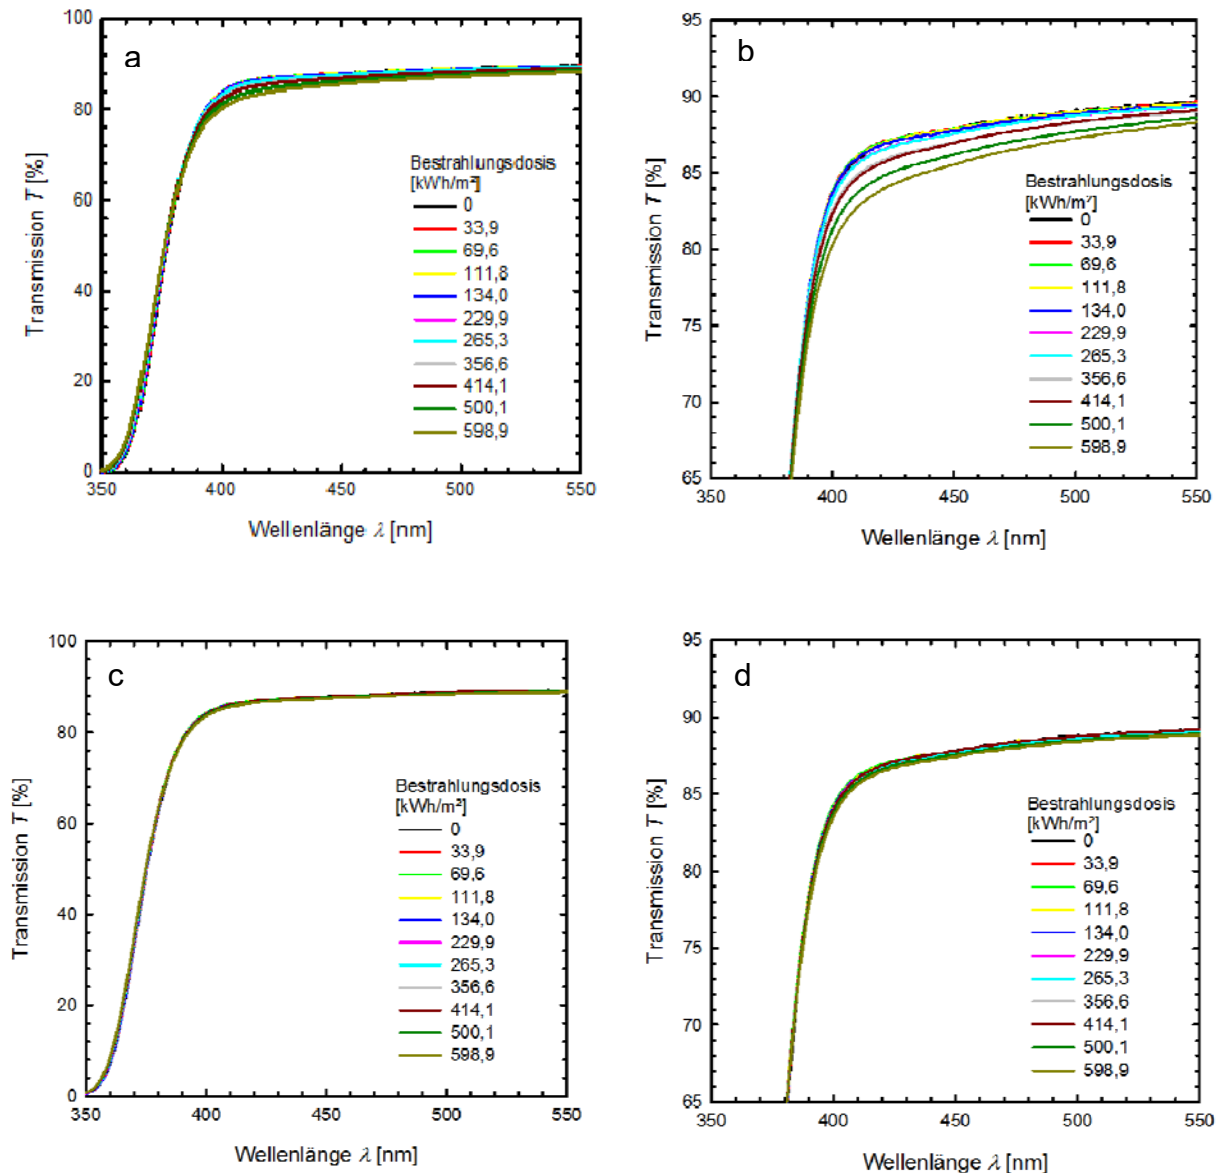 a
Transmission T [%]
100
80
60
40
20
0
Bestrahlungsdosis
[kWh/m²]
0
33,9
69,6
111,8
134,0
229,9
265,3
356,6
414,1
500,1
598,9
350 400 450 500 550
Wellenlänge λ [nm]
b
Transmission T [%]
95
90
85
80
75
70
65
Bestrahlungsdosis
[kWh/m²]
0
33,9
69,6
111,8
134,0
229,9
265,3
356,6
414,1
500,1
598,9
350 400 450 500 550
Wellenlänge λ [nm]
c
Transmission T [%]
100
80
60
40
20
0
Bestrahlungsdosis
[kWh/m²]
0
33,9
69,6
111,8
134,0
229,9
265,3
356,6
414,1
500,1
598,9
350 400 450 500 550
Wellenlänge λ [nm]
d
Transmission T [%]
95
90
85
80
75
70
65
Bestrahlungsdosis
[kWh/m²]
0
33,9
69,6
111,8
134,0
229,9
265,3
356,6
414,1
500,1
598,9
350 400 450 500 550
Wellenlänge λ [nm]